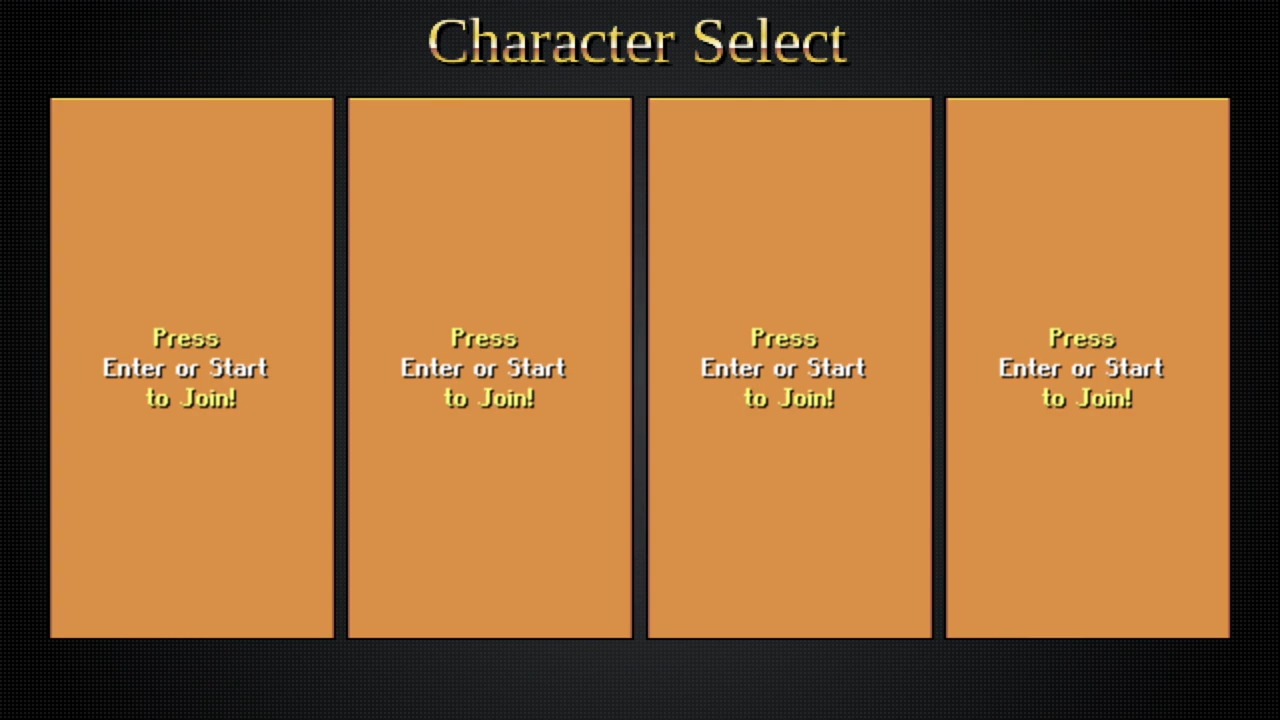 Character Select
Press
Enter or Start
to Join!
Press
Enter or Start
to Join!
Press
Enter or Start
to Join!
Press
Enter or Start
to Join!